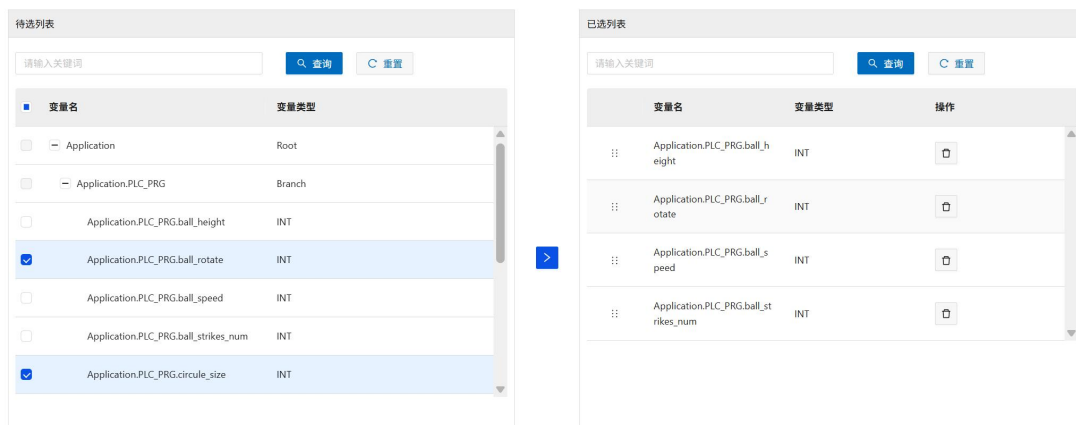 待选列表
请输入关键词
查询
重置
变量名 变量类型
Application Root
Application.PLC_PRG Branch
Application.PLC_PRG.ball_height INT
Application.PLC_PRG.ball_rotate INT
Application.PLC_PRG.ball_speed INT
Application.PLC_PRG.ball_strikes_num INT
Application.PLC_PRG.circule_size INT
已选列表
请输入关键词
查询
重置
变量名 变量类型 操作
Application.PLC_PRG.ball_h INT
eight
Application.PLC_PRG.ball_r INT
otate
Application.PLC_PRG.ball_s INT
peed
Application.PLC_PRG.ball_st INT
rikes_num